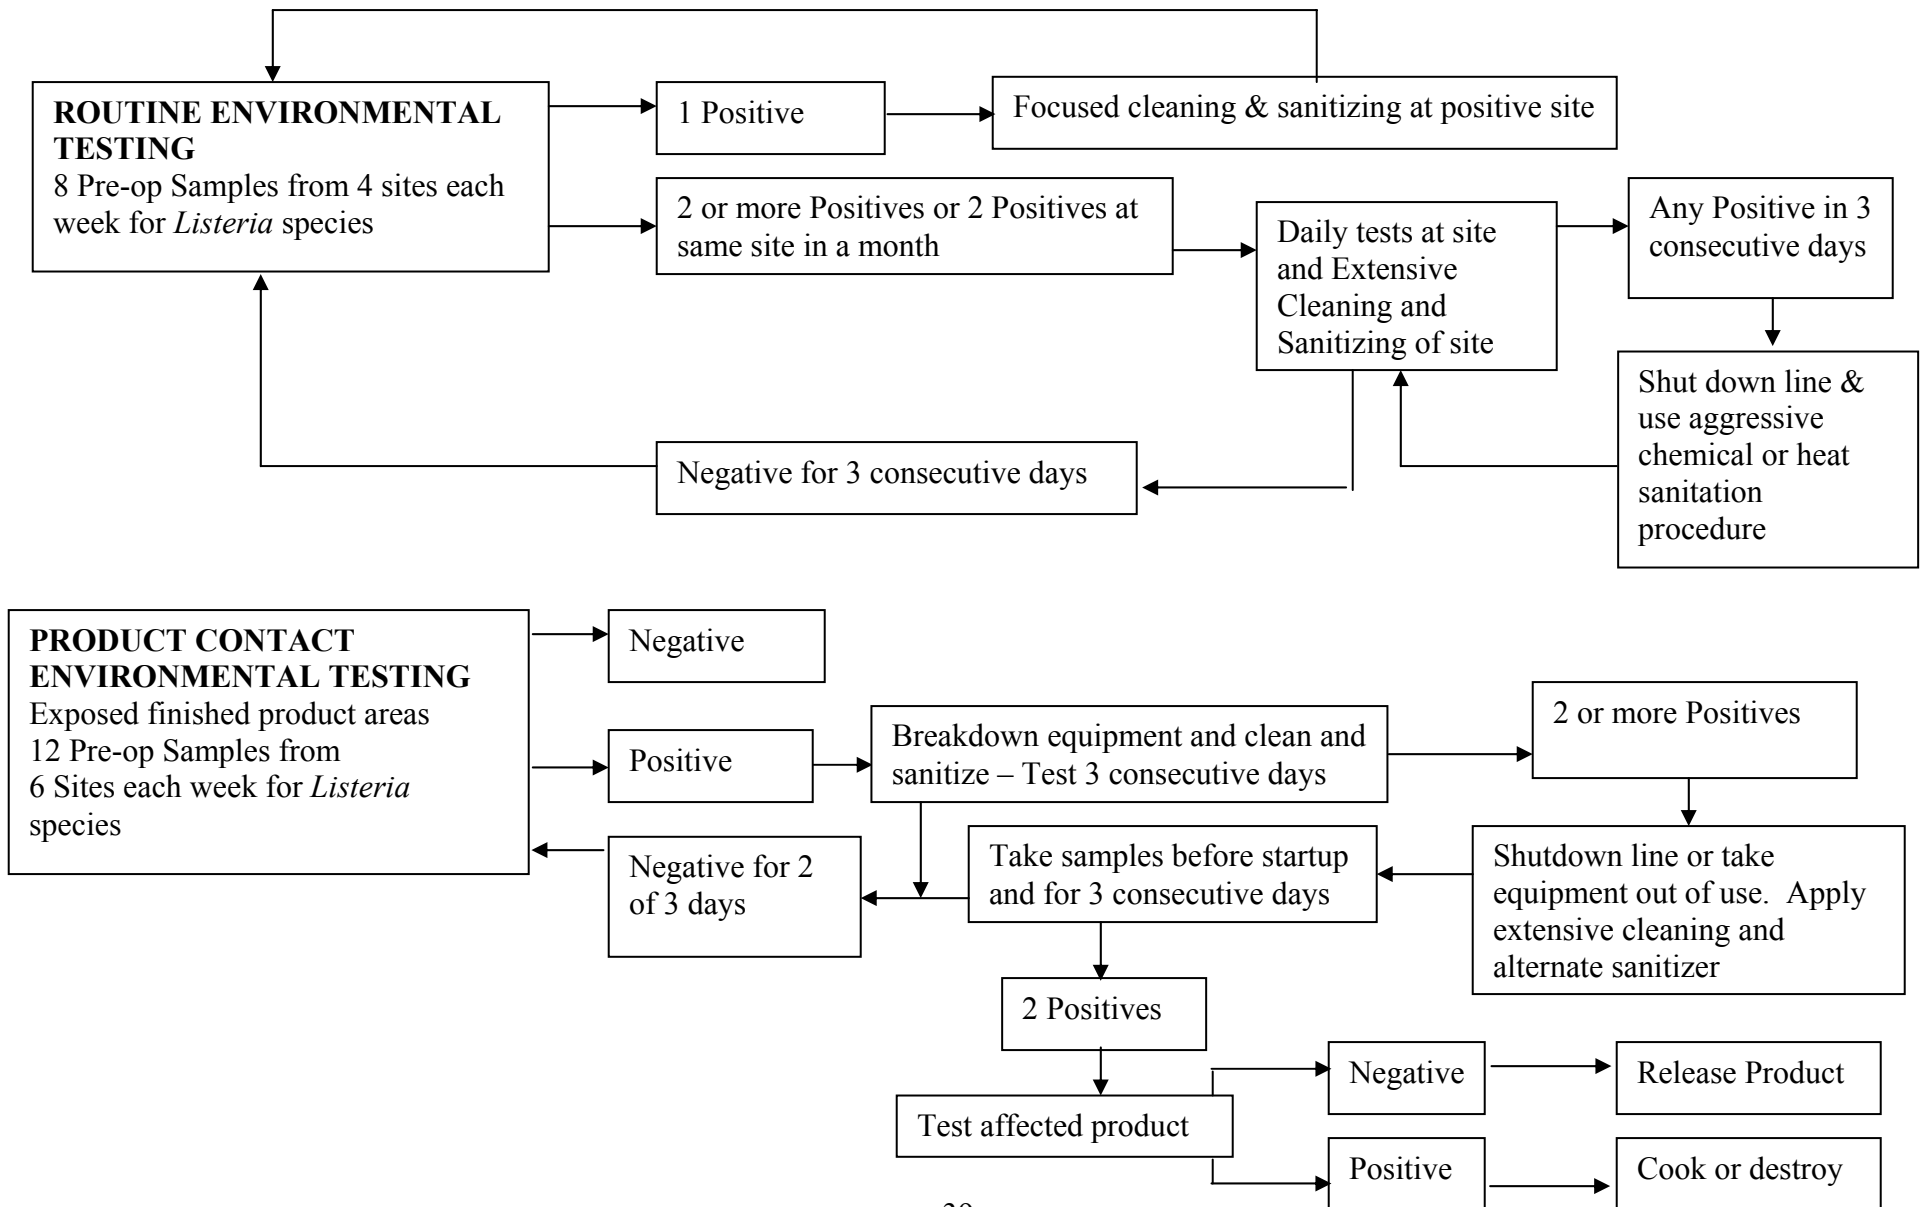 ROUTINE ENVIRONMENTAL
TESTING
8 Pre-op Samples from 4 sites each
week for Listeria species
1 Positive
Focused cleaning & sanitizing at positive site
2 or more Positives or 2 Positives at
same site in a month
Daily tests at site
and Extensive
Cleaning and
Sanitizing of site
Any Positive in 3
consecutive days
Shut down line &
use aggressive
chemical or heat
sanitation
procedure
Negative for 3 consecutive days
PRODUCT CONTACT
ENVIRONMENTAL TESTING
Exposed finished product areas
12 Pre-op Samples from
6 Sites each week for Listeria
species
Negative
Positive
Breakdown equipment and clean and
sanitize – Test 3 consecutive days
2 or more Positives
Shutdown line or take
equipment out of use.  Apply
extensive cleaning and
alternate sanitizer
Take samples before startup
and for 3 consecutive days
Negative for 2
of 3 days
2 Positives
Test affected product
Negative
Release Product
Positive
Cook or destroy